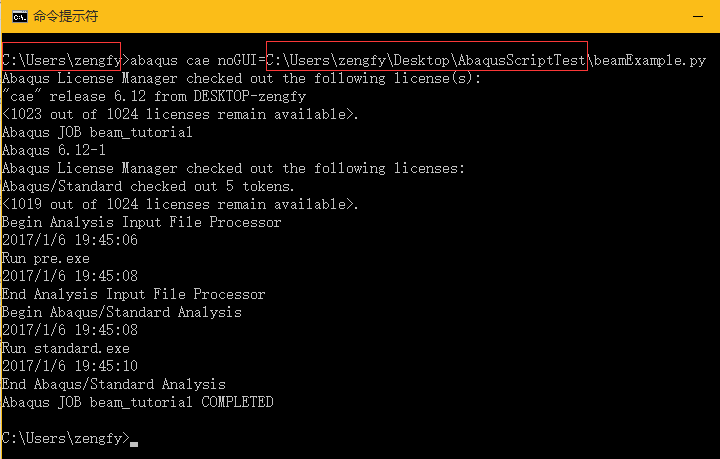 命令提示符
C:\Users\zengfy>abaqus cae noGUI=C:\Users\zengfy\Desktop\AbaqusScriptTest\beamExample.py
Abaqus License Manager checked out the following license(s):
"cae" release 6.12 from DESKTOP-zengfy
<1023 out of 1024 licenses remain available>.
Abaqus JOB beam_tutorial
Abaqus 6.12-1
Abaqus License Manager checked out the following licenses:
Abaqus/Standard checked out 5 tokens.
<1019 out of 1024 licenses remain available>.
Begin Analysis Input File Processor
2017/1/6 19:45:06
Run pre.exe
2017/1/6 19:45:08
End Analysis Input File Processor
Begin Abaqus/Standard Analysis
2017/1/6 19:45:08
Run standard.exe
2017/1/6 19:45:10
End Abaqus/Standard Analysis
Abaqus JOB beam_tutorial COMPLETED
C:\Users\zengfy>